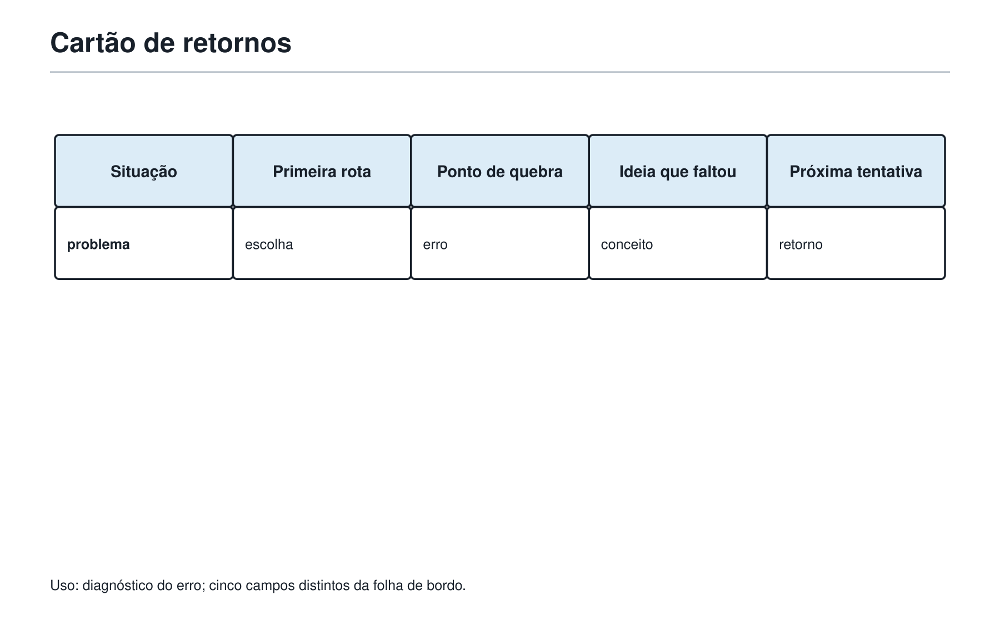 Cartão de retornos
Situação Primeira rota Ponto de quebra Ideia que faltou Próxima tentativa
problema escolha erro conceito retorno
Uso: diagnóstico do erro; cinco campos distintos da folha de bordo.